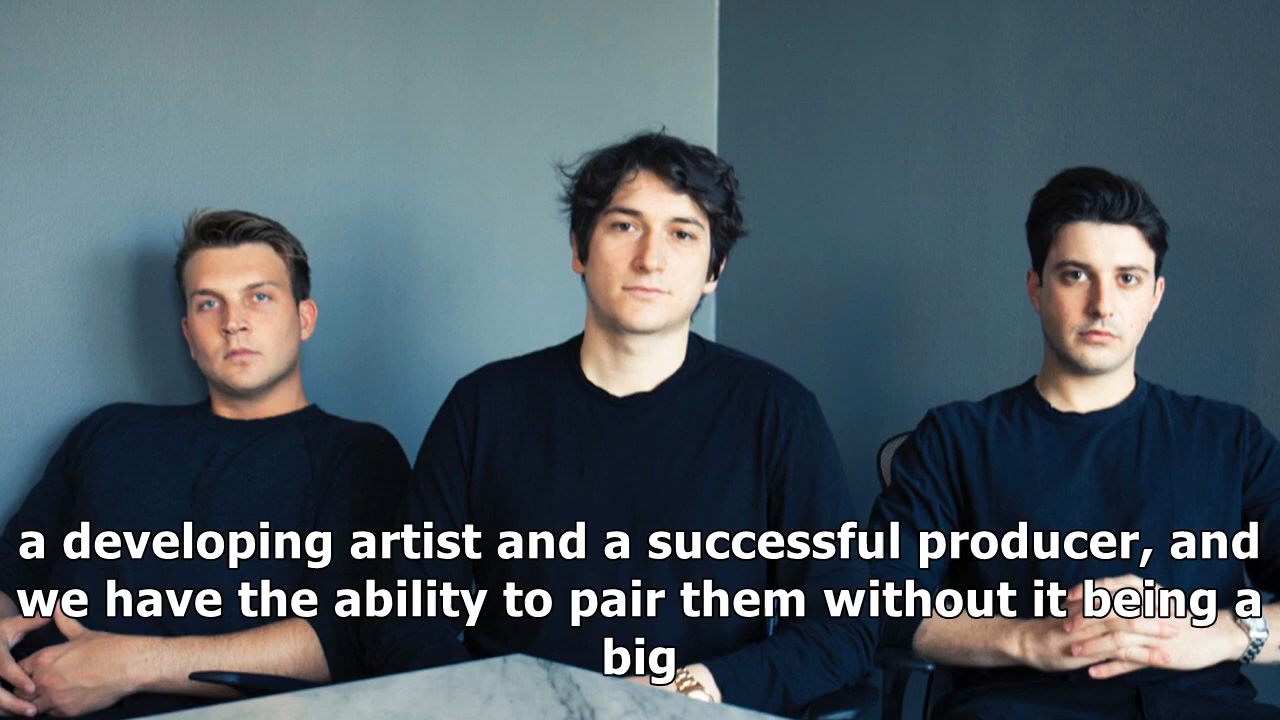 a developing artist and a successful producer, and
we have the ability to pair them without it being a
big